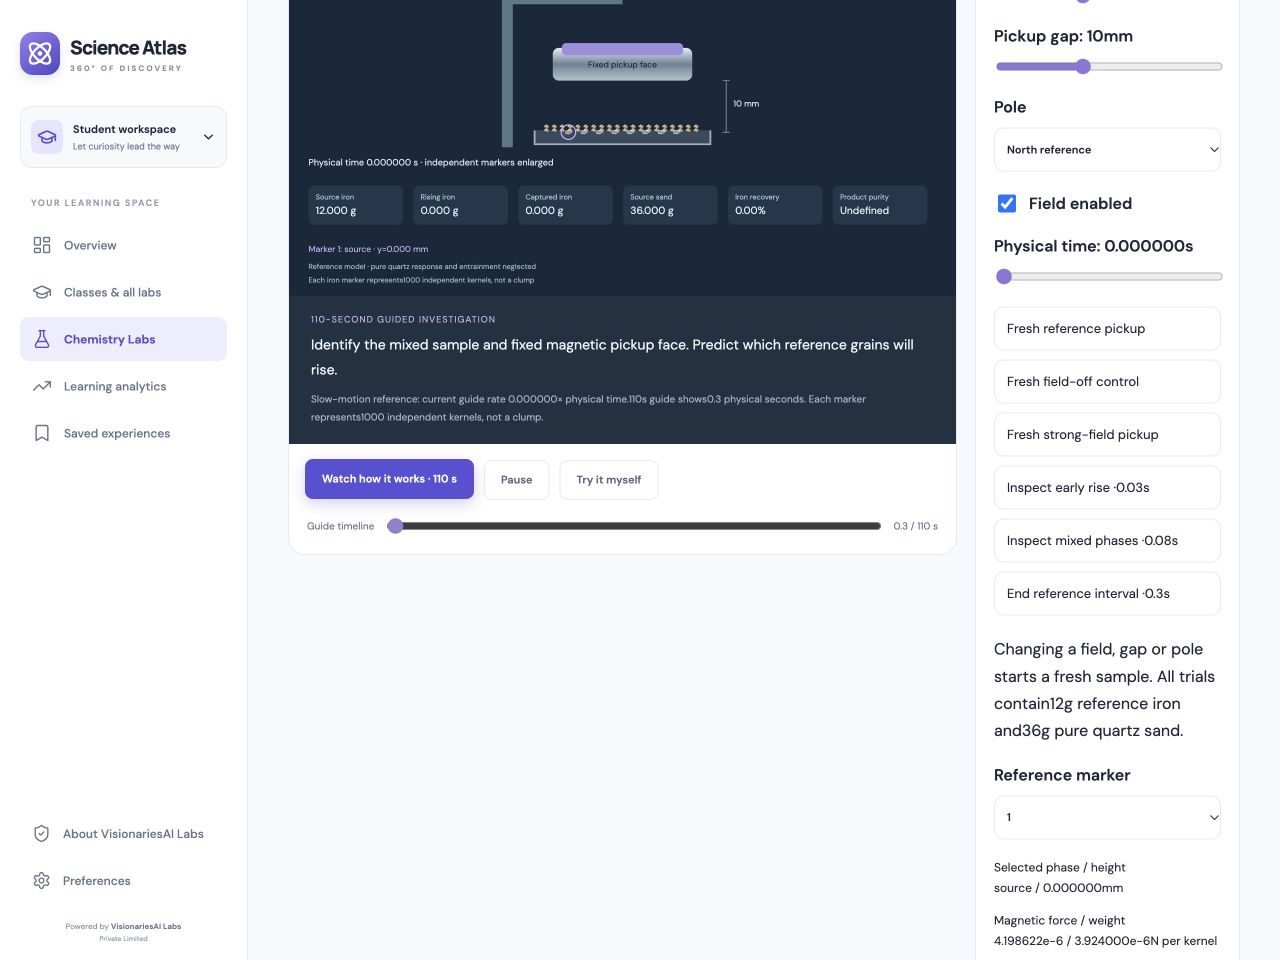 Science Atlas
360° OF DISCOVERY
Student workspace
Let curiosity lead the way
YOUR LEARNING SPACE
Overview
Classes & all labs
Chemistry Labs
Learning analytics
Saved experiences
About VisionariesAI Labs
Preferences
Powered by VisionariesAI Labs
Private Limited
Fixed pickup face
10 mm
Physical time 0.000000 s · independent markers enlarged
Source iron
12.000 g
Rising iron
0.000 g
Captured iron
0.000 g
Source sand
36.000 g
Iron recovery
0.00%
Product purity
Undefined
Marker 1: source · y=0.000 mm
Reference model · pure quartz response and entrainment neglected
Each iron marker represents1000 independent kernels, not a clump
110-SECOND GUIDED INVESTIGATION
Identify the mixed sample and fixed magnetic pickup face. Predict which reference grains will
rise.
Slow-motion reference: current guide rate 0.000000× physical time.110s guide shows0.3 physical seconds. Each marker
represents1000 independent kernels, not a clump.
Watch how it works · 110 s
Pause
Try it myself
Guide timeline
0.3 / 110 s
Pickup gap: 10mm
Pole
North reference
Field enabled
Physical time: 0.000000s
Fresh reference pickup
Fresh field-off control
Fresh strong-field pickup
Inspect early rise ·0.03s
Inspect mixed phases ·0.08s
End reference interval ·0.3s
Changing a field, gap or pole
starts a fresh sample. All trials
contain12g reference iron
and36g pure quartz sand.
Reference marker
1
Selected phase / height
source / 0.000000mm
Magnetic force / weight
4.198622e-6 / 3.924000e-6N per kernel